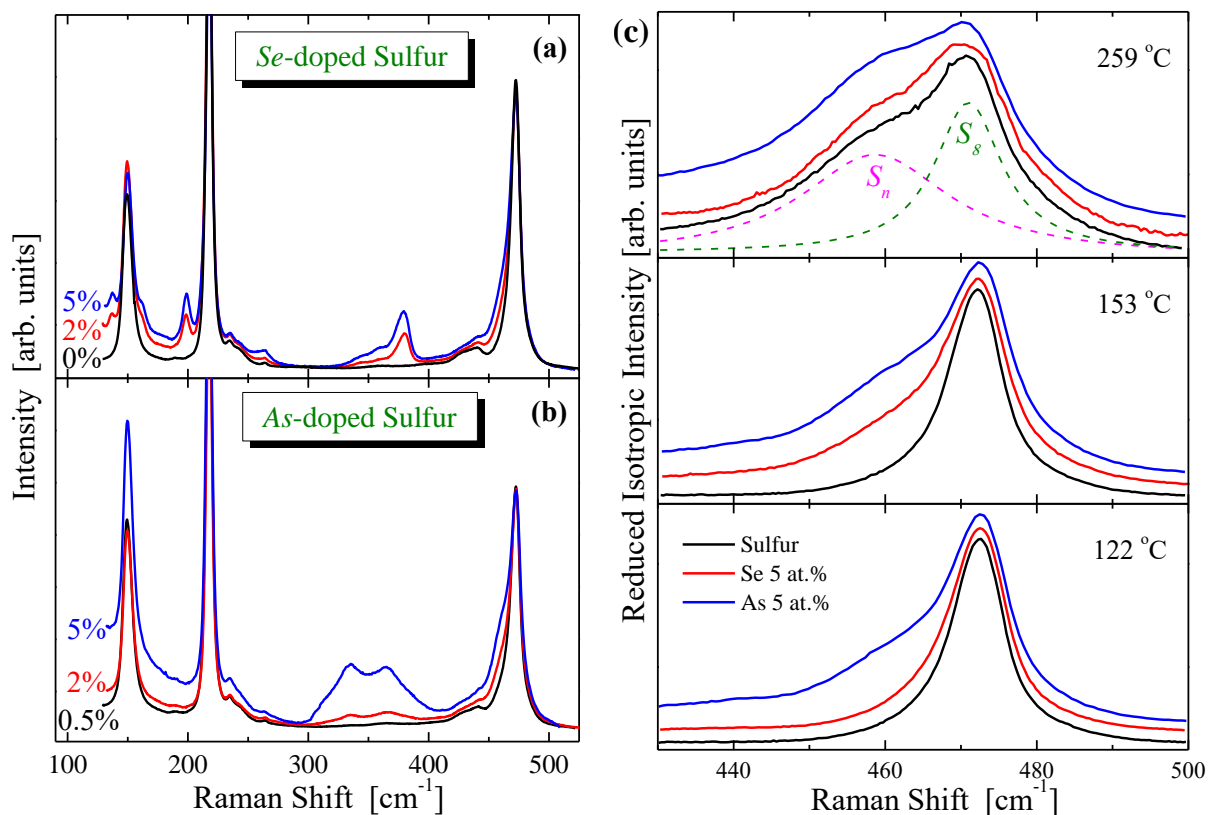 Se-doped Sulfur
(a)
5%
2%
0%
As-doped Sulfur
(b)
5%
2%
0.5%
Intensity [arb. units]
100 200 300 400 500
Raman Shift [cm-1]
(c)
259 °C
Sn
S8
153 °C
122 °C
Sulfur
Se 5 at.%
As 5 at.%
Reduced Isotropic Intensity [arb. units]
440 460 480 500
Raman Shift [cm-1]